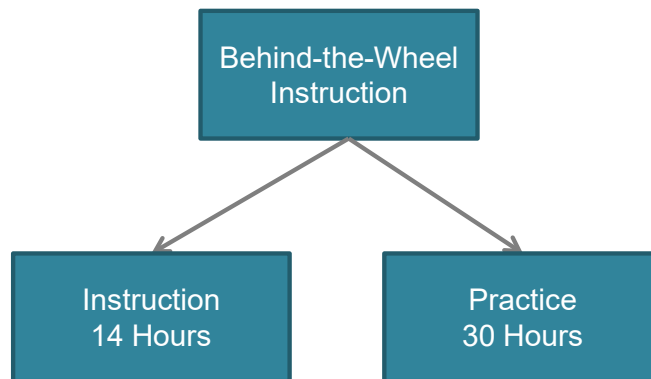 Behind-the-Wheel
Instruction
Instruction
14 Hours
Practice
30 Hours